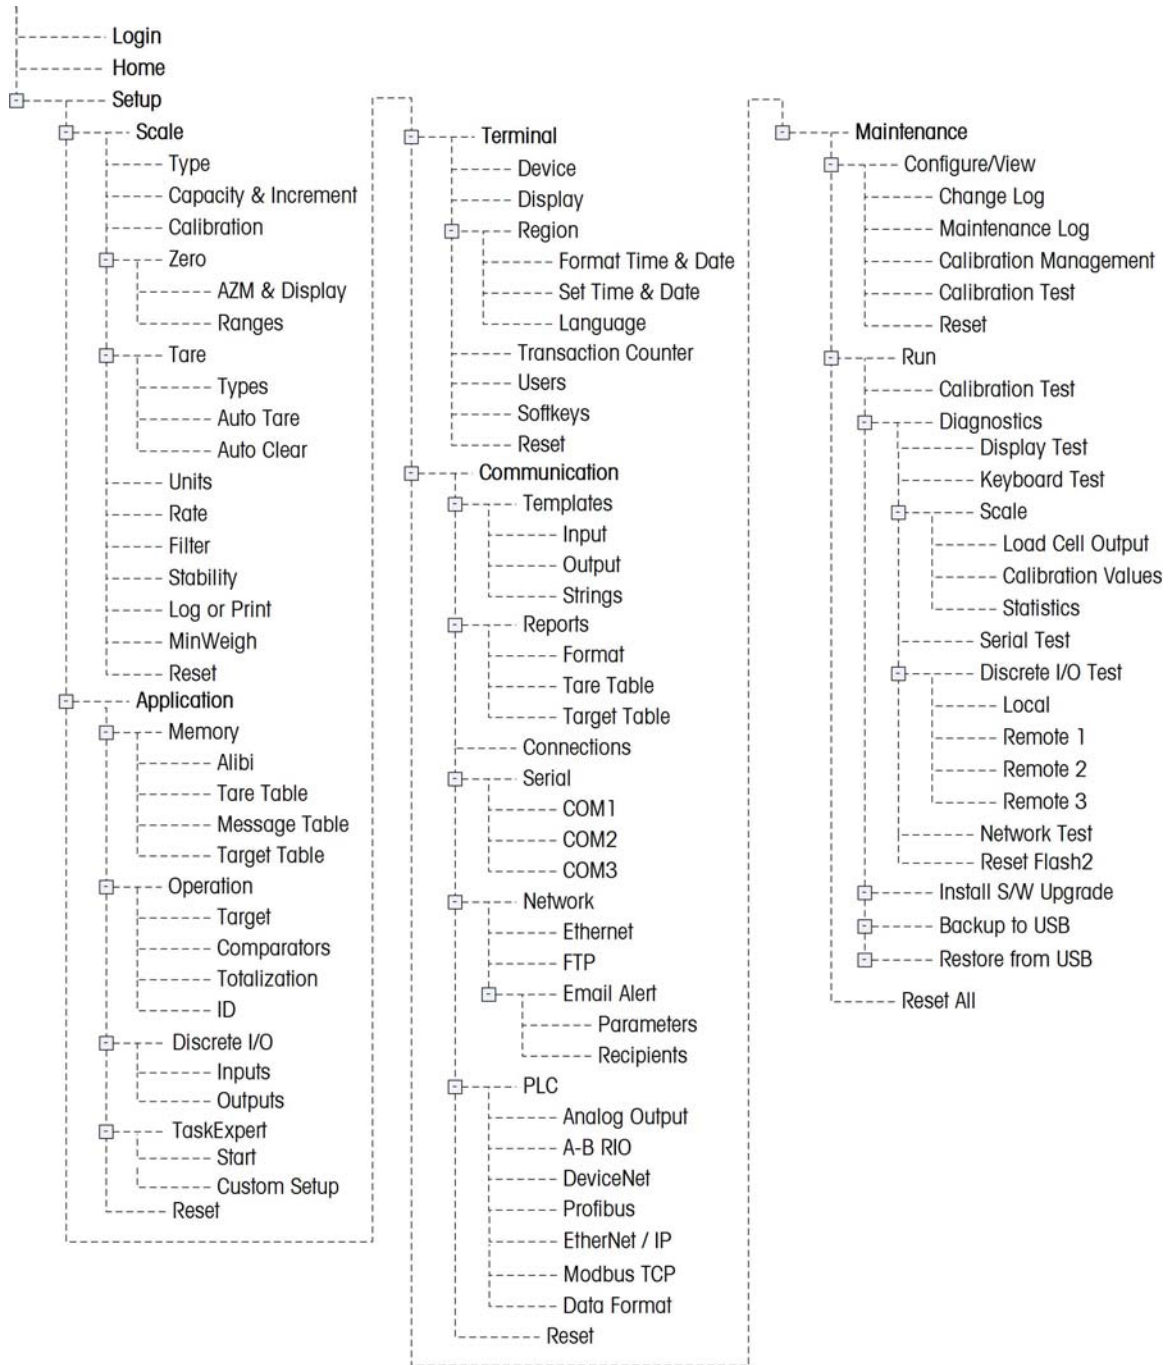 Login
Home
Setup
Scale
Type
Capacity & Increment
Calibration
Zero
AZM & Display
Ranges
Tare
Types
Auto Tare
Auto Clear
Units
Rate
Filter
Stability
Log or Print
MinWeigh
Reset
Application
Memory
Alibi
Tare Table
Message Table
Target Table
Operation
Target
Comparators
Totalization
ID
Discrete I/O
Inputs
Outputs
TaskExpert
Start
Custom Setup
Reset
Terminal
Device
Display
Region
Format Time & Date
Set Time & Date
Language
Transaction Counter
Users
Softkeys
Reset
Communication
Templates
Input
Output
Strings
Reports
Format
Tare Table
Target Table
Connections
Serial
COM1
COM2
COM3
Network
Ethernet
FTP
Email Alert
Parameters
Recipients
PLC
Analog Output
A-B RIO
DeviceNet
Profibus
EtherNet / IP
Modbus TCP
Data Format
Reset
Maintenance
Configure/View
Change Log
Maintenance Log
Calibration Management
Calibration Test
Reset
Run
Calibration Test
Diagnostics
Display Test
Keyboard Test
Scale
Load Cell Output
Calibration Values
Statistics
Serial Test
Discrete I/O Test
Local
Remote 1
Remote 2
Remote 3
Network Test
Reset Flash2
Install S/W Upgrade
Backup to USB
Restore from USB
Reset All